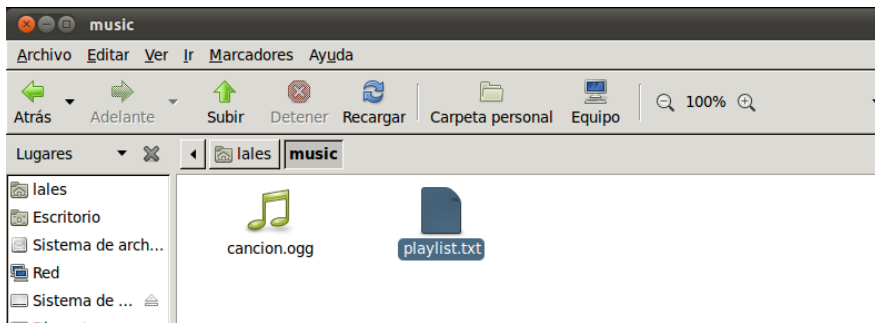 music
Archivo Editar Ver Ir Marcadores Ayuda
Atrás Adelante Subir Detener Recargar Carpeta personal Equipo 100%
Lugares lales music
lales
Escritorio
Sistema de arch...
Red
Sistema de ...
cancion.ogg playlist.txt